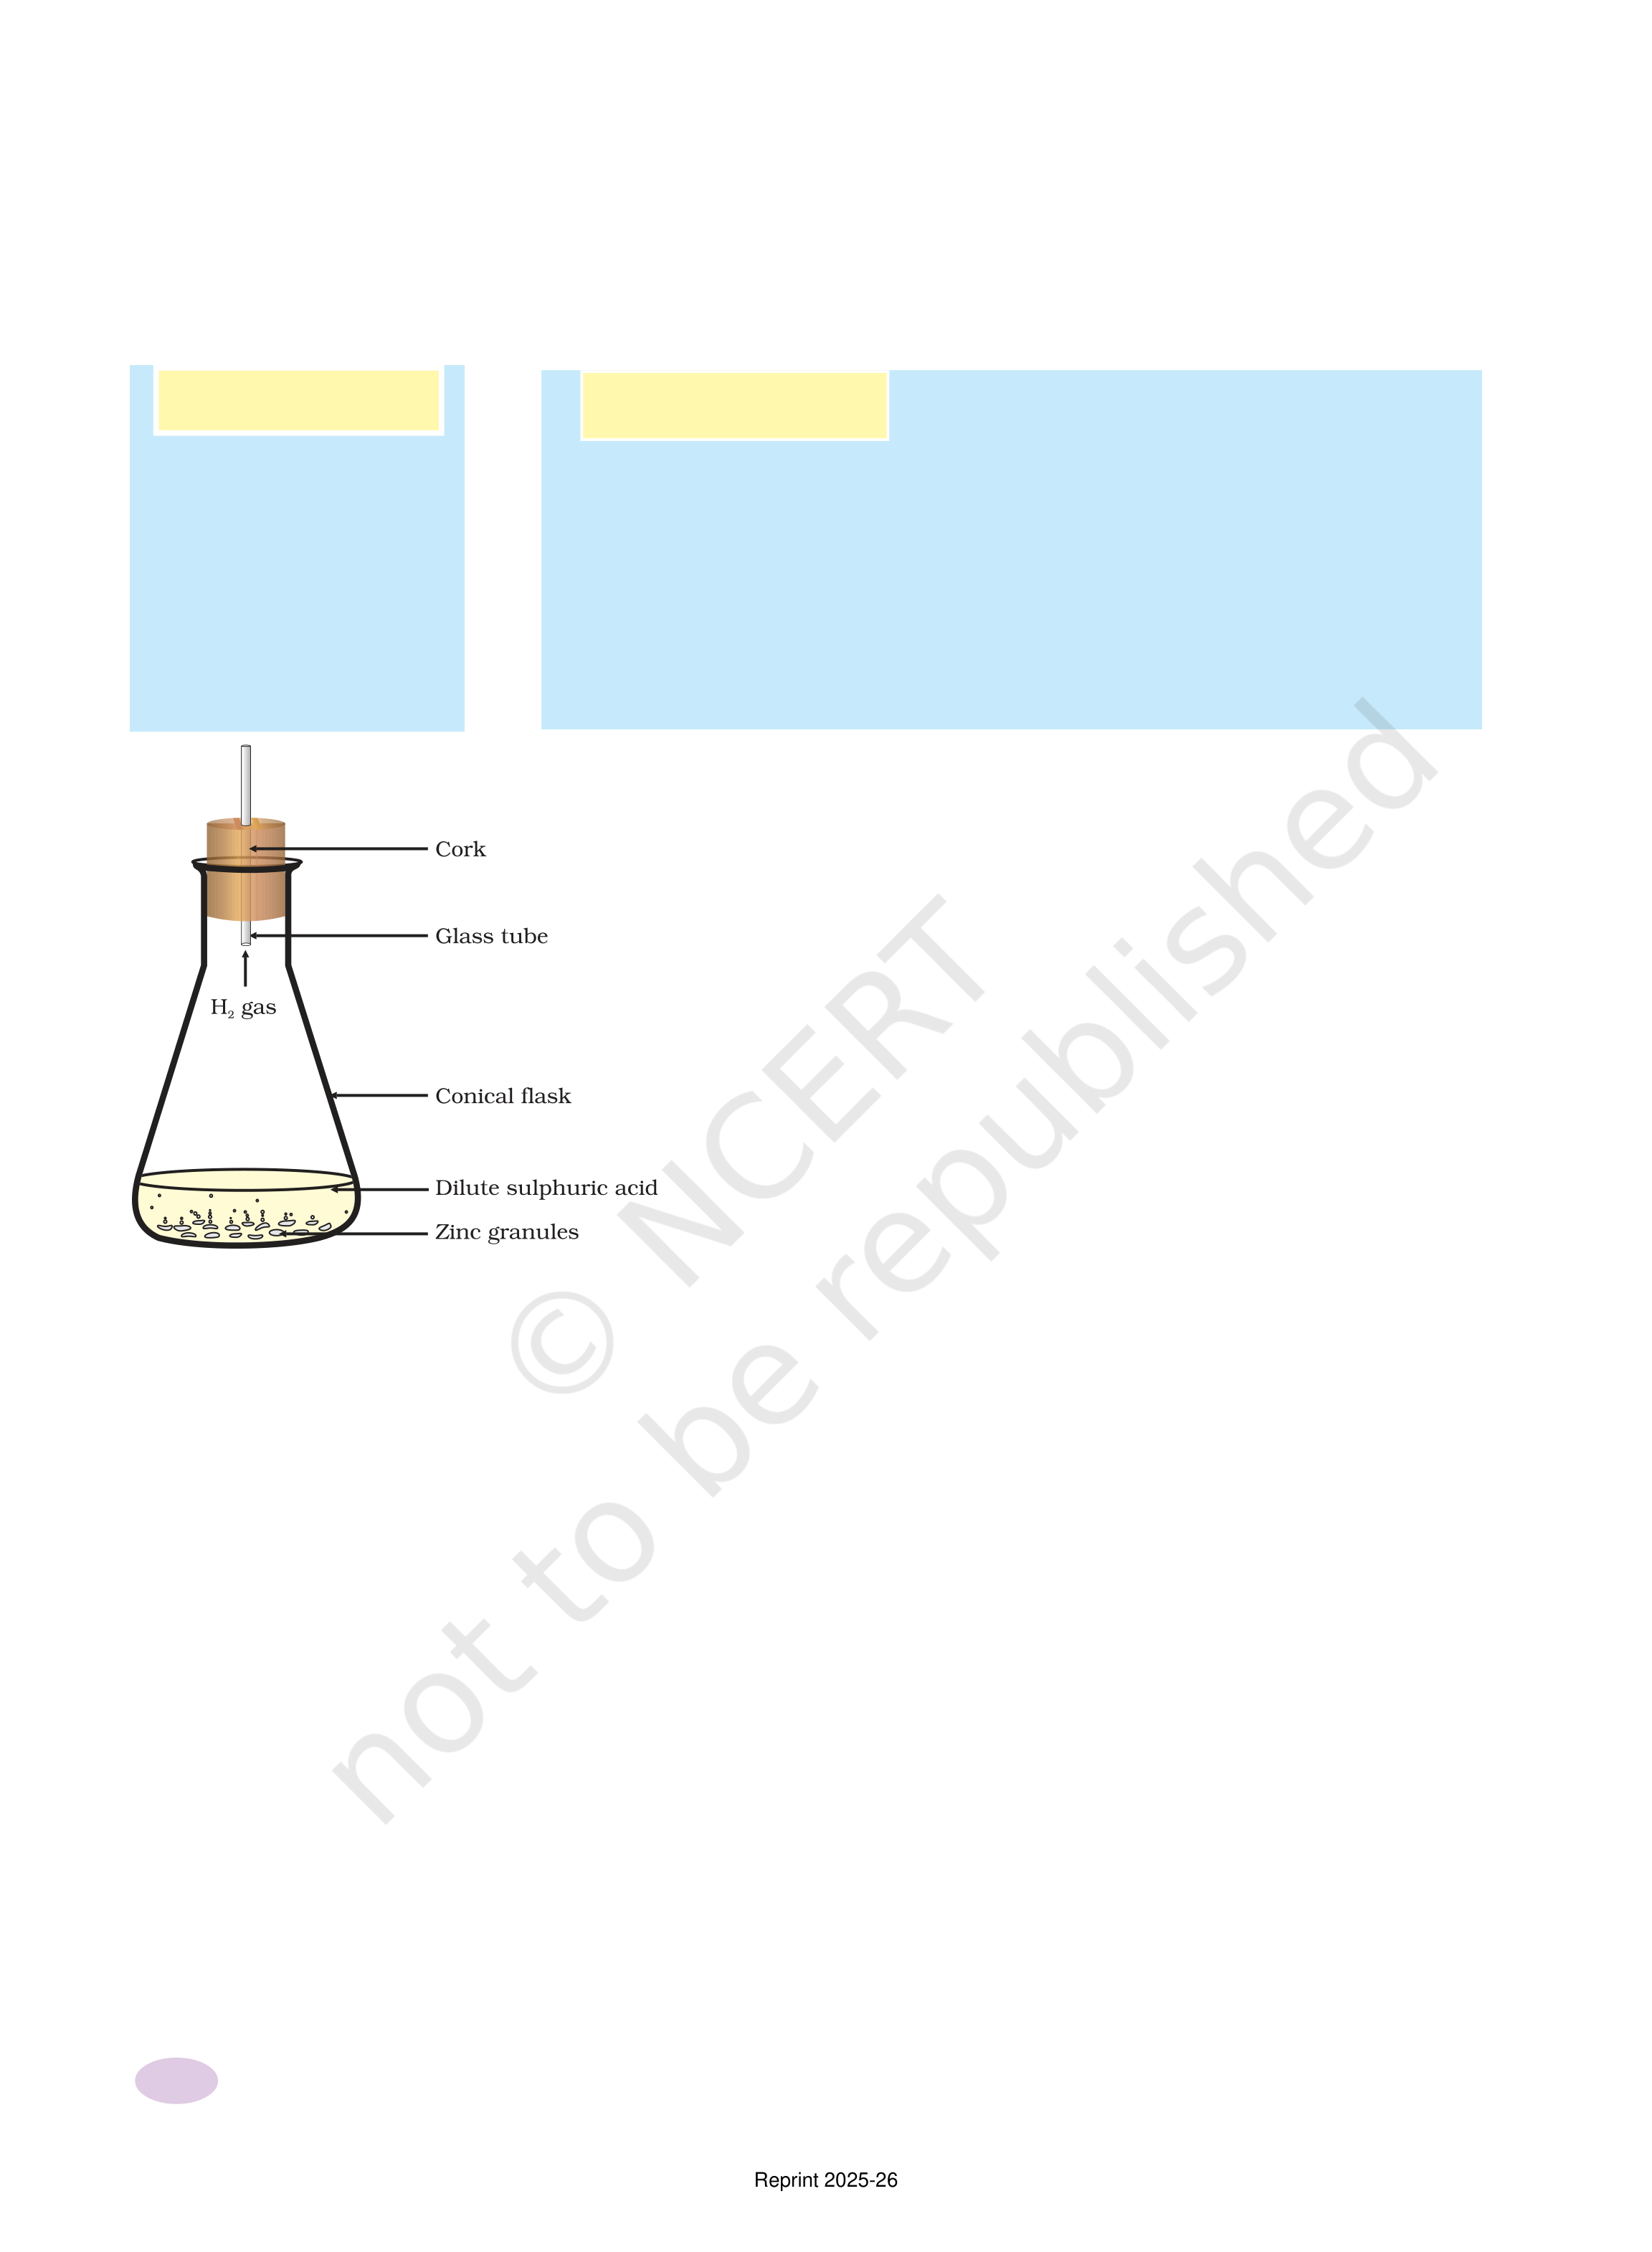 Cork
Glass tube
H₂ gas
Conical flask
Dilute sulphuric acid
Zinc granules
© NCERT
not to be republished
Reprint 2025-26